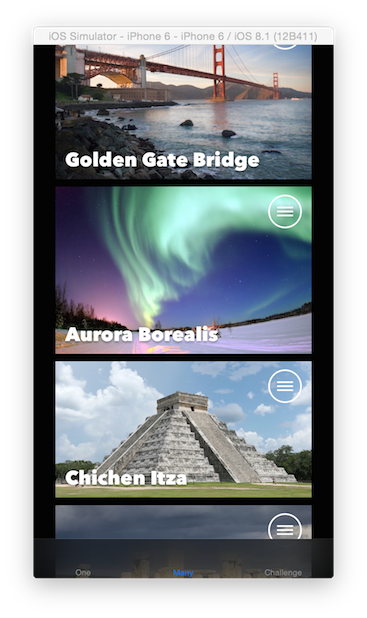 iOS Simulator - iPhone 6 - iPhone 6 / iOS 8.1 (12B411)
Golden Gate Bridge
Aurora Borealis
Chichen Itza
One Many Challenge